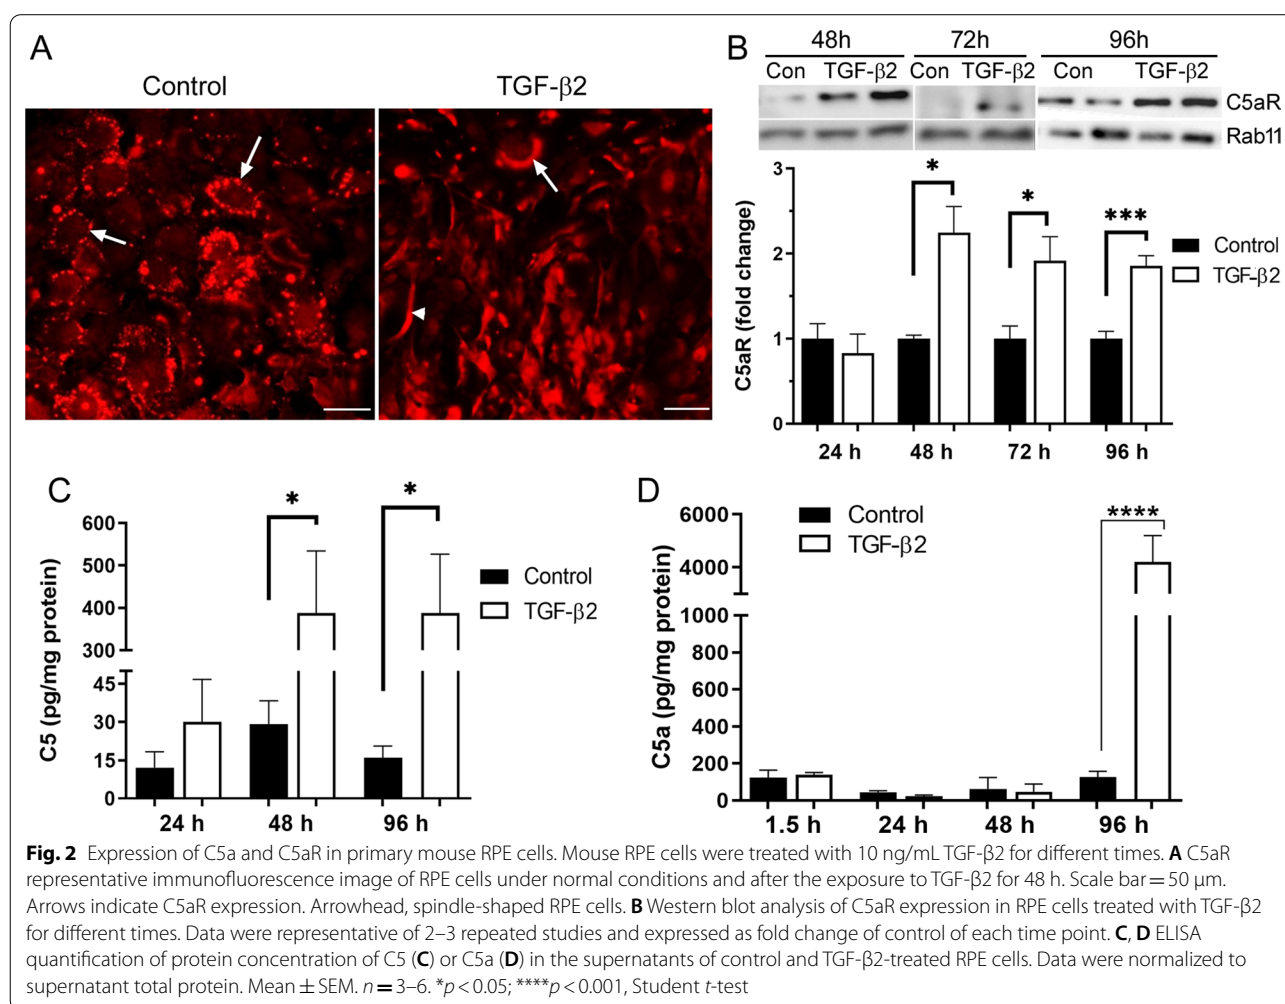 A
Control
TGF-β2
B
48h
72h
96h
Con
TGF-β2
Con
TGF-β2
Con
TGF-β2
C5aR
Rab11
C5aR (fold change)
3
2
1
0
*
*
***
Control
TGF-β2
24 h
48 h
72 h
96 h
C
C5 (pg/mg protein)
600
500
400
300
45
30
15
0
*
*
Control
TGF-β2
24 h
48 h
96 h
D
C5a (pg/mg protein)
6000
4000
1000
800
600
400
200
0
Control
TGF-β2
****
1.5 h
24 h
48 h
96 h
Fig. 2 Expression of C5a and C5aR in primary mouse RPE cells. Mouse RPE cells were treated with 10 ng/mL TGF-β2 for different times. A C5aR
representative immunofluorescence image of RPE cells under normal conditions and after the exposure to TGF-β2 for 48 h. Scale bar = 50 μm.
Arrows indicate C5aR expression. Arrowhead, spindle-shaped RPE cells. B Western blot analysis of C5aR expression in RPE cells treated with TGF-β2
for different times. Data were representative of 2–3 repeated studies and expressed as fold change of control of each time point. C, D ELISA
quantification of protein concentration of C5 (C) or C5a (D) in the supernatants of control and TGF-β2-treated RPE cells. Data were normalized to
supernatant total protein. Mean ± SEM. n = 3–6. *p < 0.05; ****p < 0.001, Student t-test